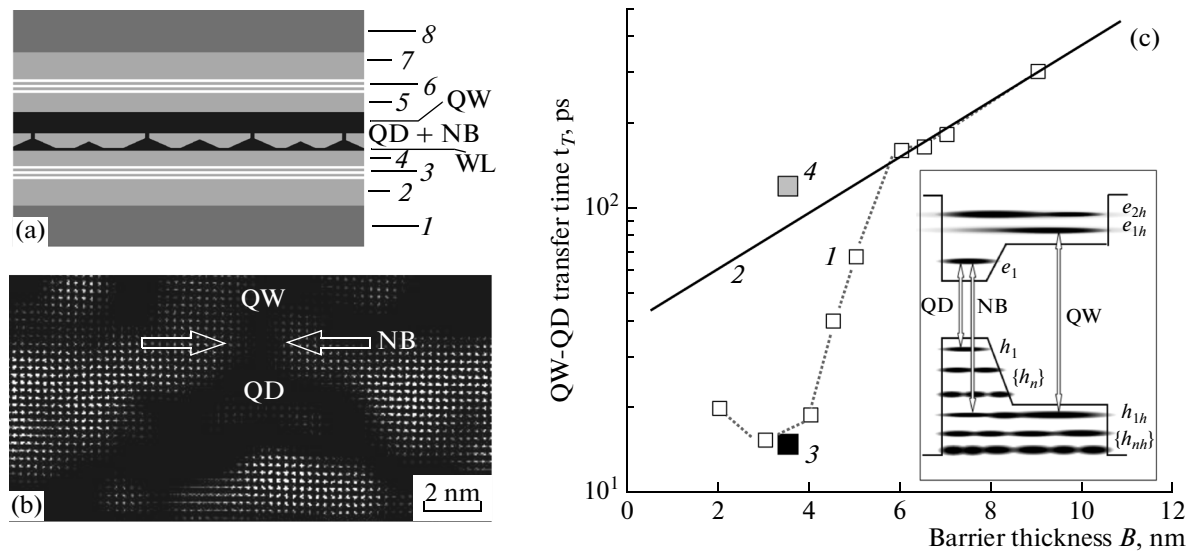 8
7
6
5
QW
QD + NB
WL
4
3
2
1
(a)
QW
NB
QD
(b)
2 nm
(c)
QW-QD transfer time t_T, ps
10^2
10^1
4
1
2
3
e_2h
e_1h
e_1
QD
NB
QW
h_1
{h_n}
h_1h
{h_nh}
0
2
4
6
8
10
12
Barrier thickness B, nm